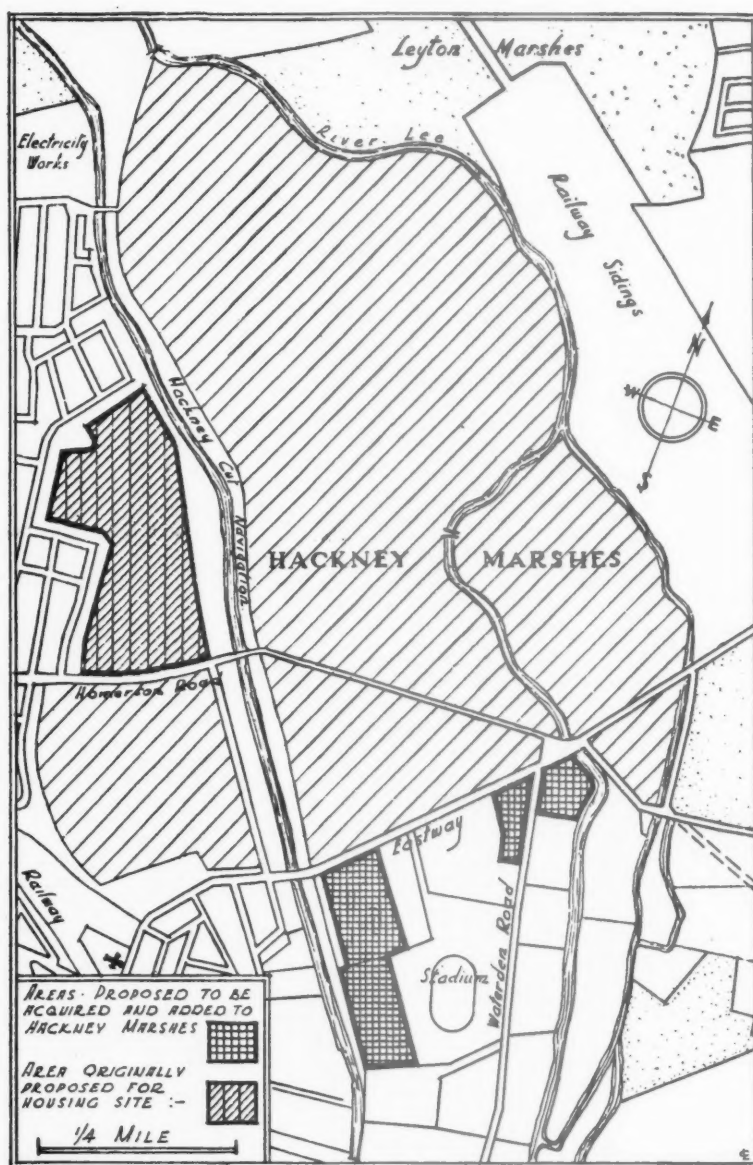 Leyton Marshes
Electricity
Works
River Lee
Railway Sidings
N
W
E
S
Hackney Cut Navigation
HACKNEY MARSHES
Homerton Road
Eastway
Railway
Waterden Road
Stadium
AREAS PROPOSED TO BE
ACQUIRED AND ADDED TO
HACKNEY MARSHES
AREA ORIGINALLY
PROPOSED FOR
HOUSING SITE :-
1/4 MILE